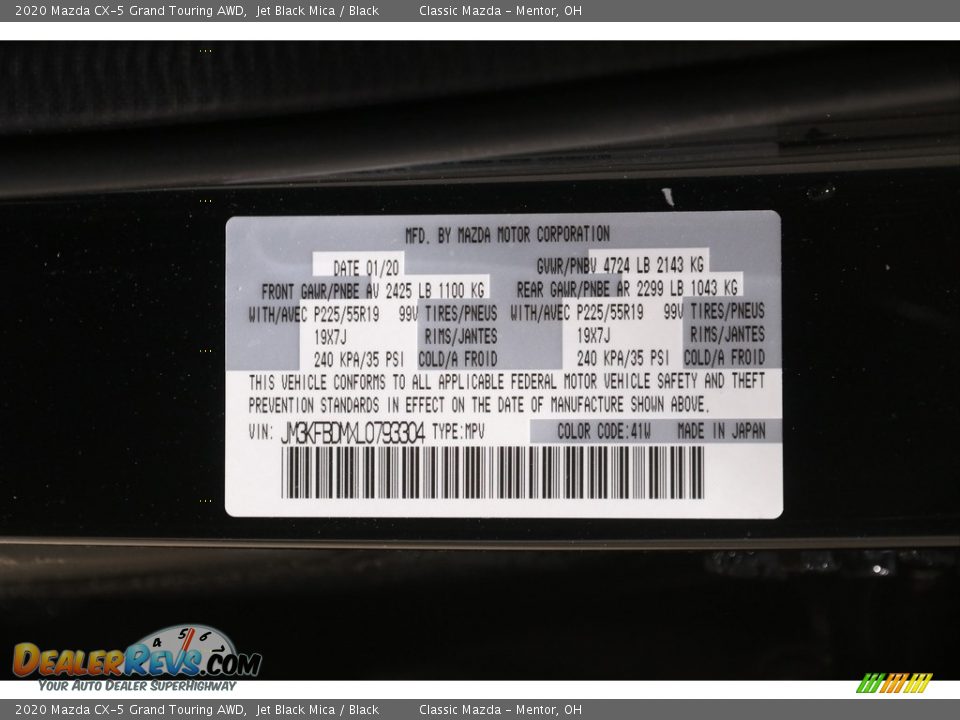 2020 Mazda CX-5 Grand Touring AWD, Jet Black Mica / Black Classic Mazda - Mentor, OH
MFD. BY MAZDA MOTOR CORPORATION
DATE 01/20 GVWR/PNBV 4724 LB 2143 KG
FRONT GAWR/PNBE AV 2425 LB 1100 KG REAR GAWR/PNBE AR 2299 LB 1043 KG
WITH/AVEC P225/55R19 99V TIRES/PNEUS WITH/AVEC P225/55R19 99V TIRES/PNEUS
19X7J RIMS/JANTES 19X7J RIMS/JANTES
240 KPA/35 PSI COLD/A FROID 240 KPA/35 PSI COLD/A FROID
THIS VEHICLE CONFORMS TO ALL APPLICABLE FEDERAL MOTOR VEHICLE SAFETY AND THEFT
PREVENTION STANDARDS IN EFFECT ON THE DATE OF MANUFACTURE SHOWN ABOVE.
VIN: JM3KFBDMXL0793304 TYPE:MPV COLOR CODE:41W MADE IN JAPAN
4 5 6
DEALERREVS.COM
YOUR AUTO DEALER SUPERHIGHWAY
2020 Mazda CX-5 Grand Touring AWD, Jet Black Mica / Black Classic Mazda - Mentor, OH